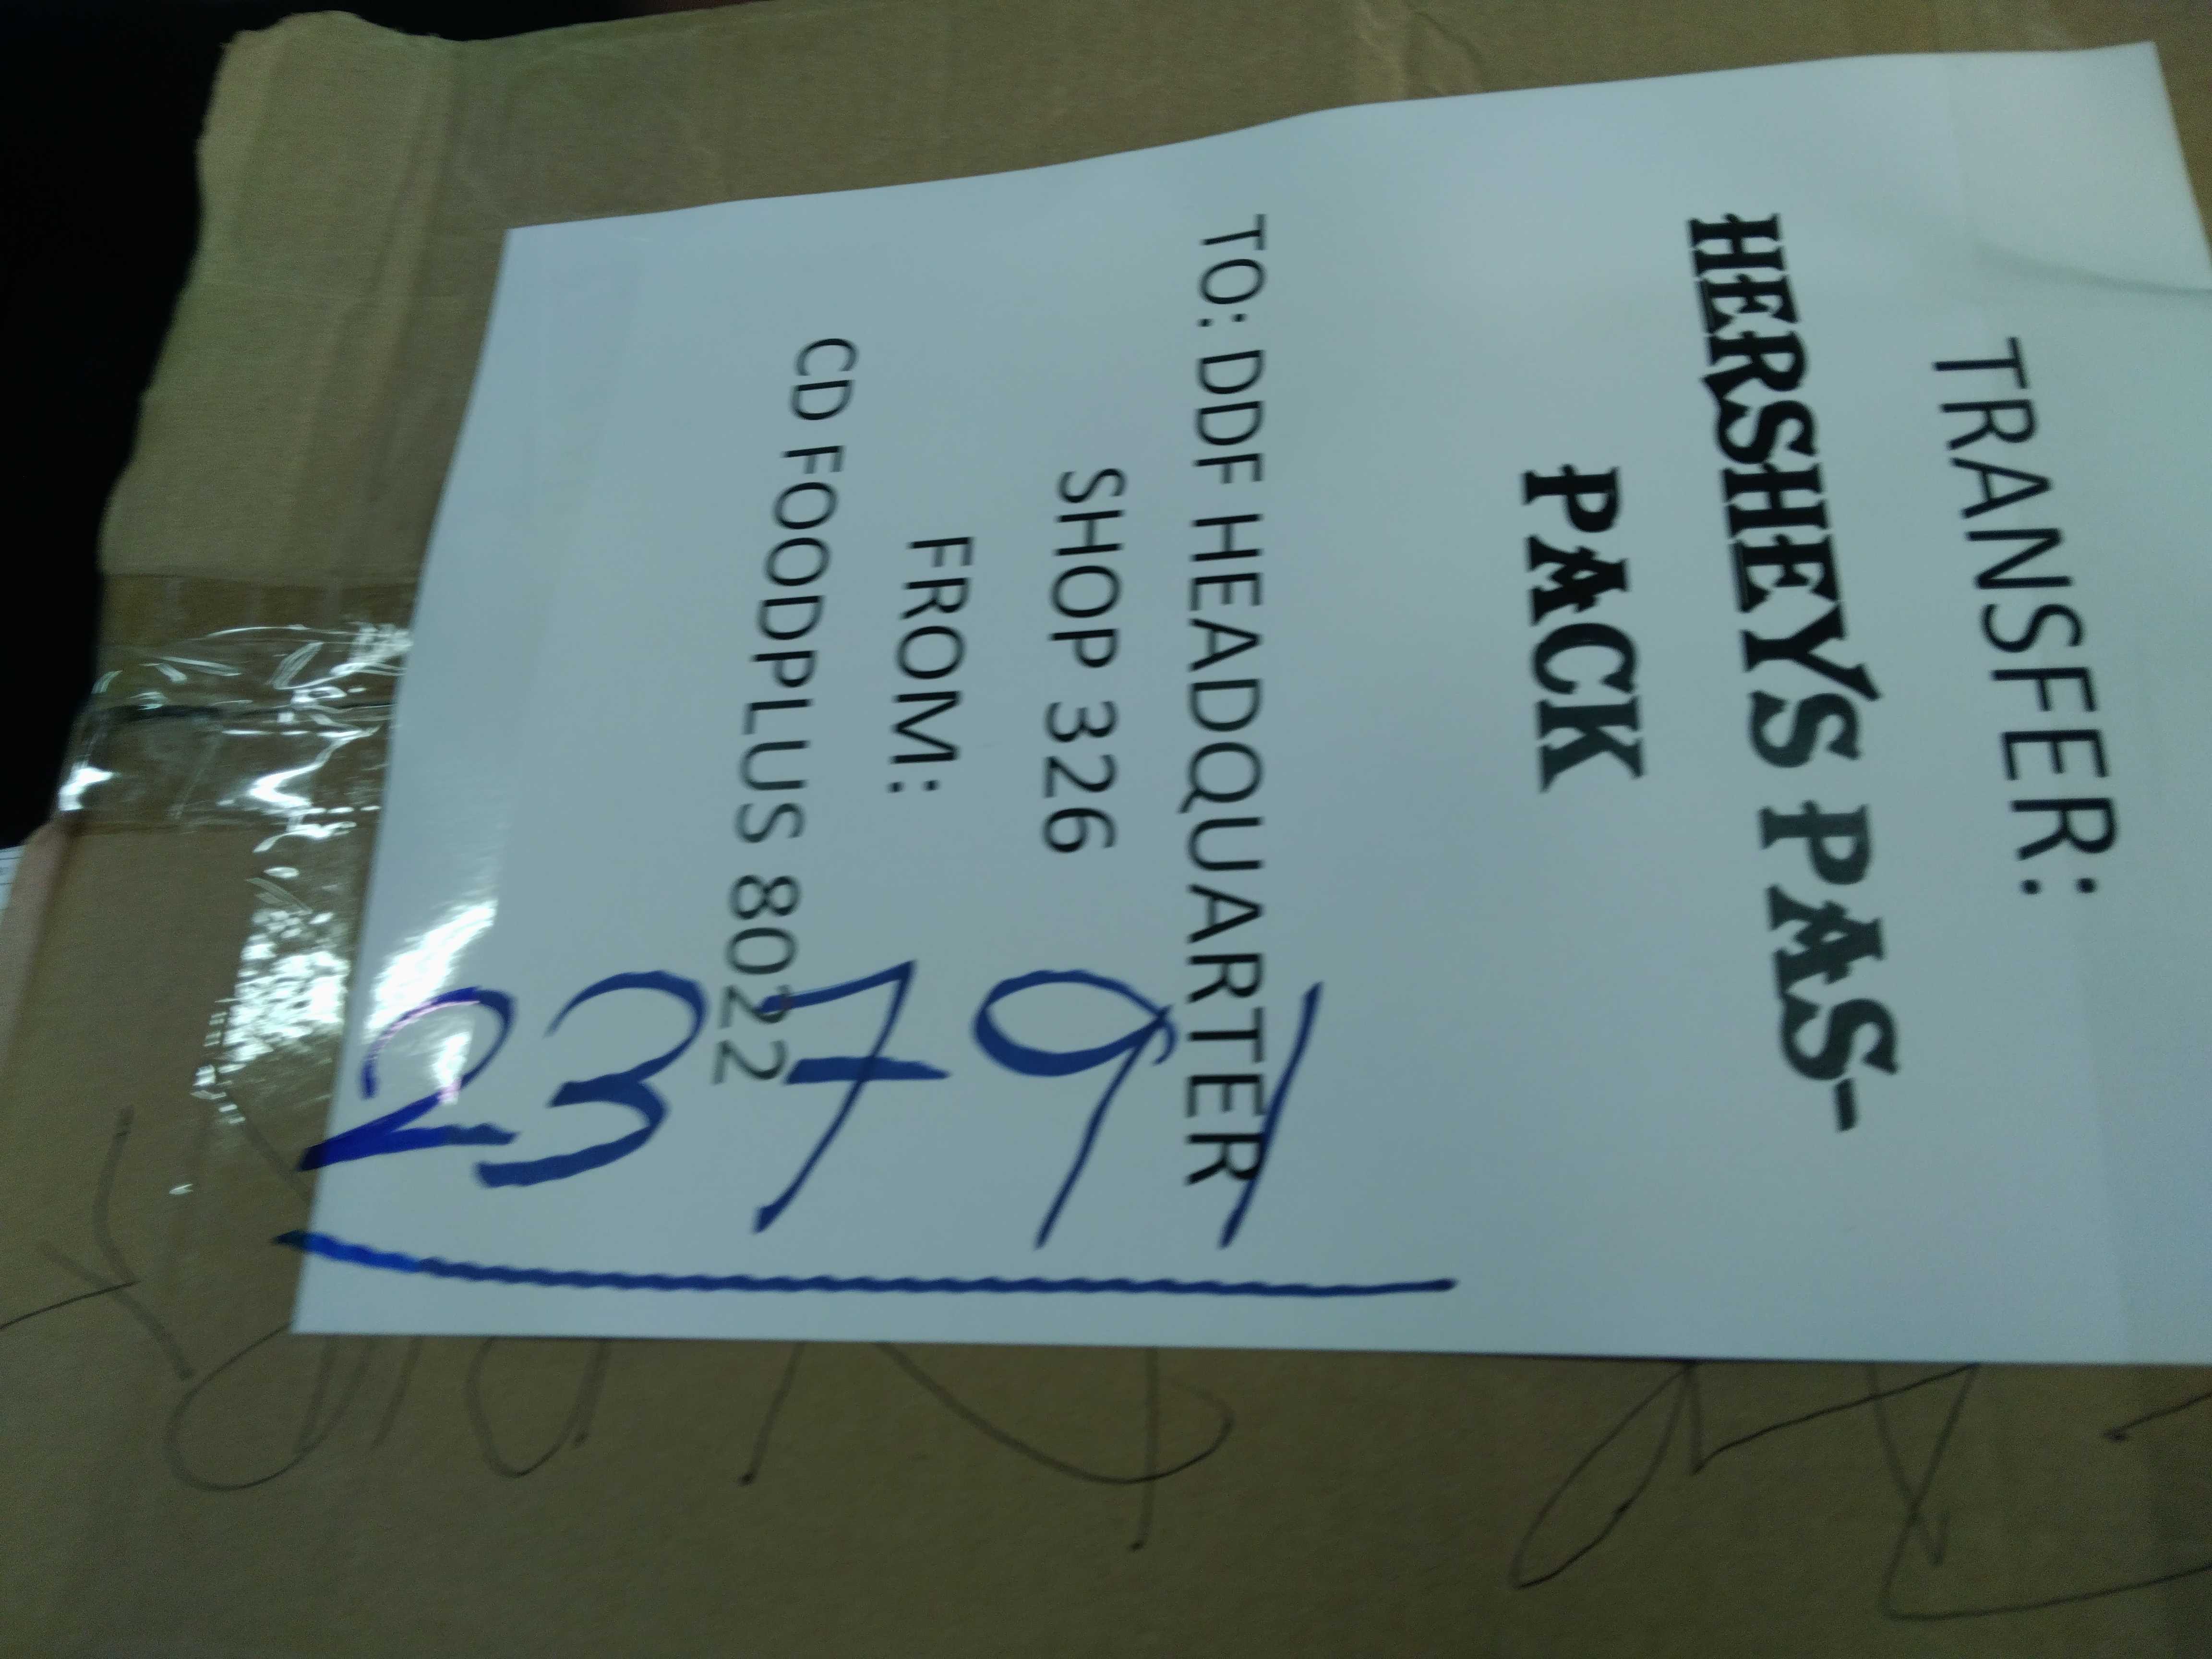 TRANSFER:
HERSHEYS PAS-
PACK
TO: DDF HEADQUARTER
SHOP 326
FROM:
CD FOODPLUS 8022
23791